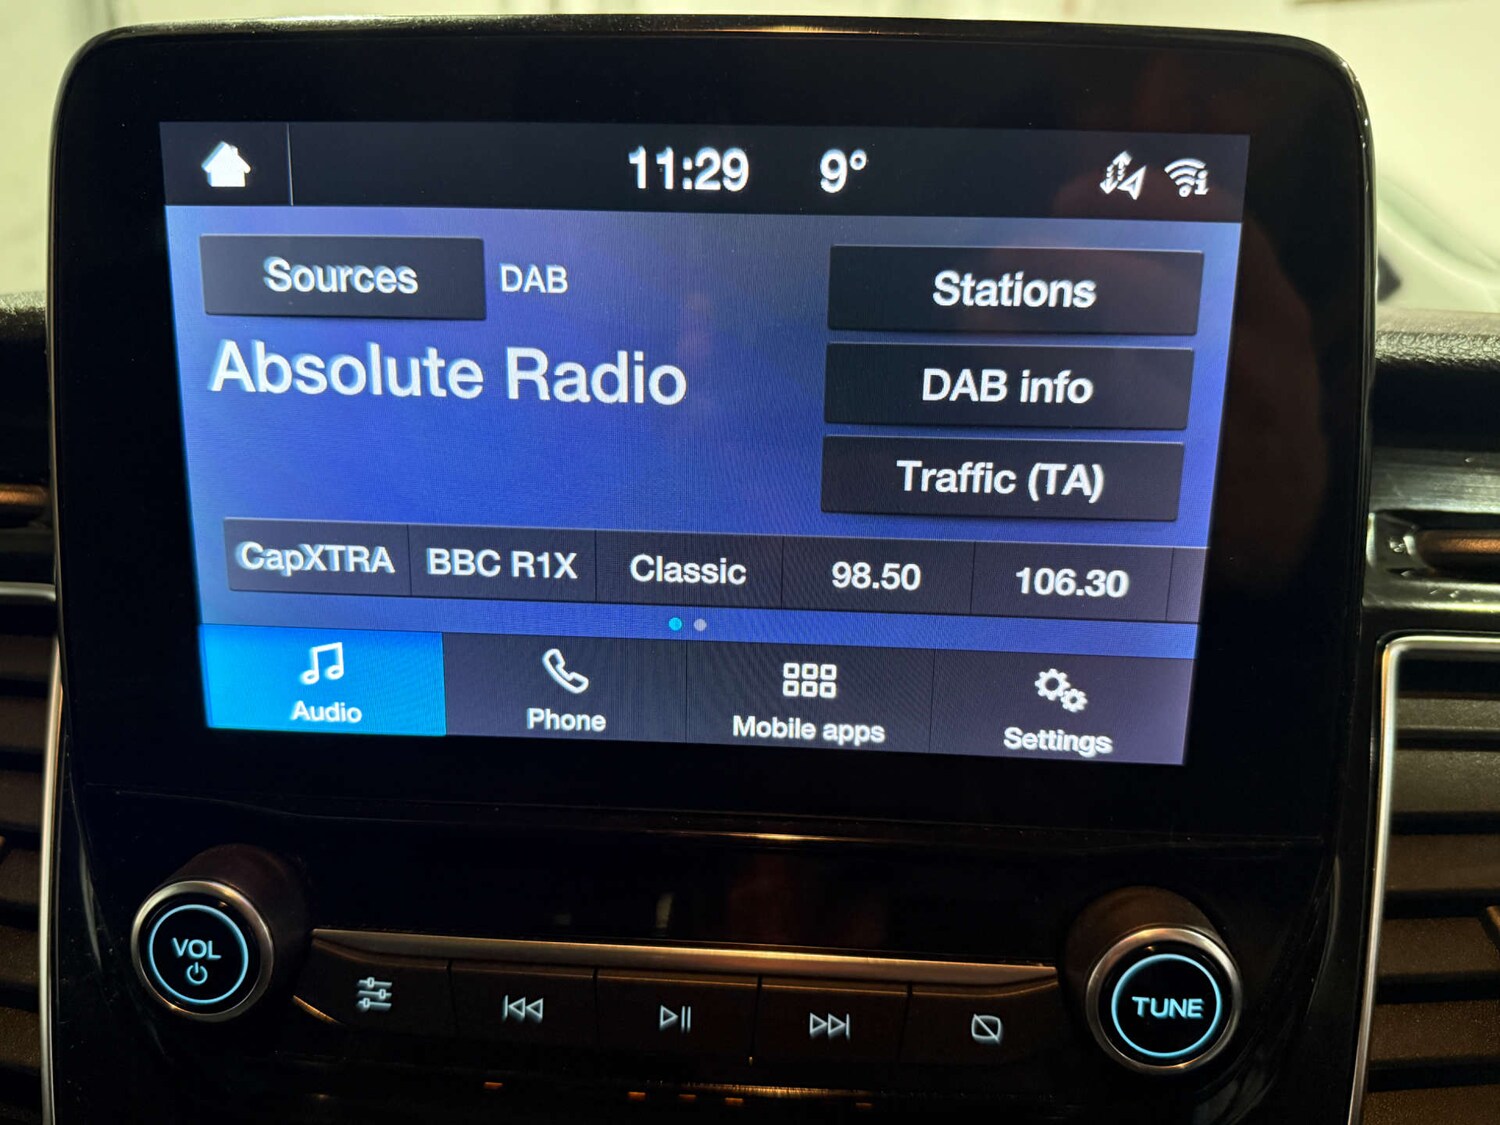 11:29 9°
Sources DAB Stations
Absolute Radio
DAB info
Traffic (TA)
CapXTRA BBC R1X Classic 98.50 106.30
Audio Phone Mobile apps Settings
VOL
TUNE